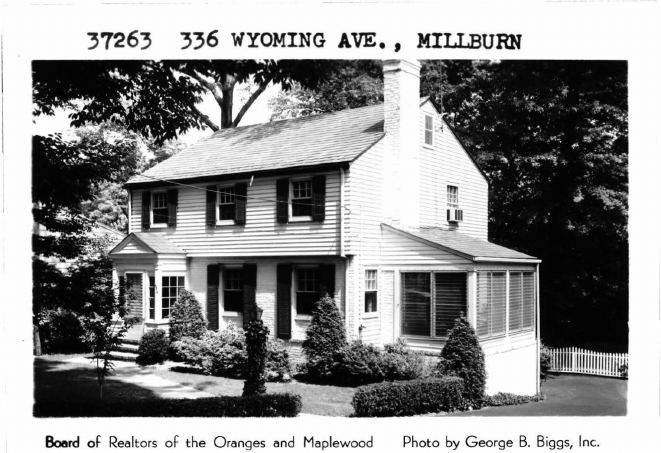 37263 336 WYOMING AVE., MILLBURN
Board of Realtors of the Oranges and Maplewood Photo by George B. Biggs, Inc.